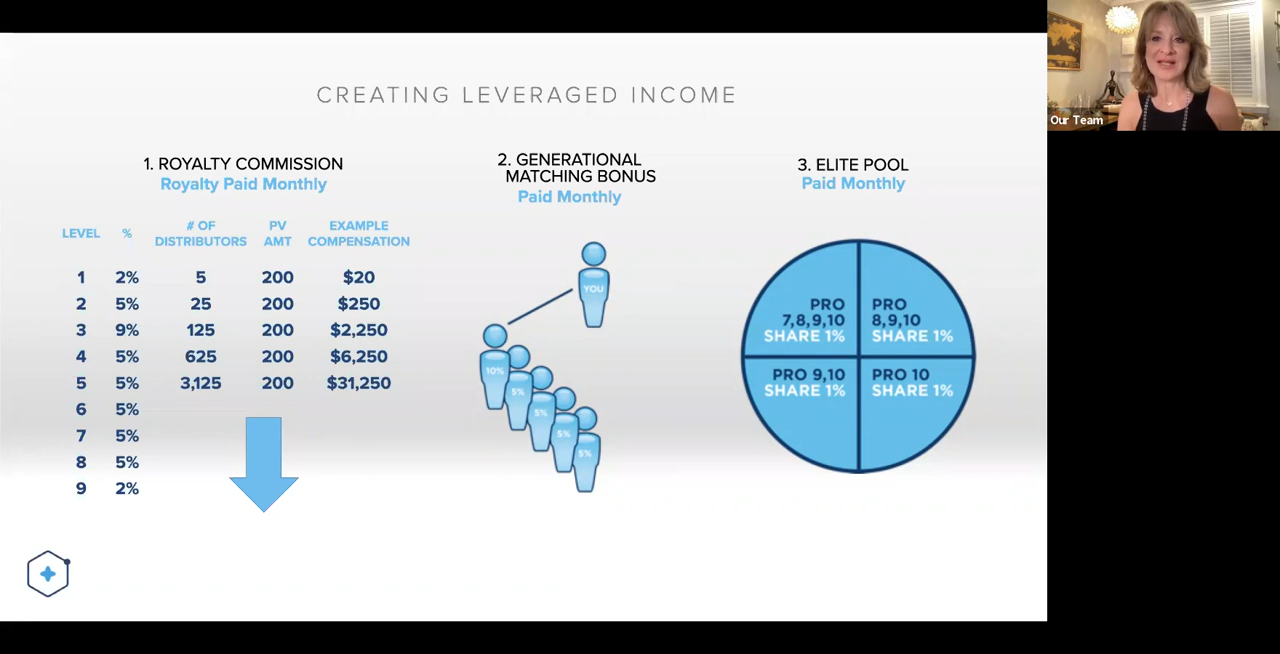 CREATING LEVERAGED INCOME
1. ROYALTY COMMISSION
Royalty Paid Monthly
LEVEL % # OF DISTRIBUTORS PV AMT EXAMPLE COMPENSATION
1 2% 5 200 $20
2 5% 25 200 $250
3 9% 125 200 $2,250
4 5% 625 200 $6,250
5 5% 3,125 200 $31,250
6 5%
7 5%
8 5%
9 2%
2. GENERATIONAL
MATCHING BONUS
Paid Monthly
YOU
10%
5%
5%
5%
5%
3. ELITE POOL
Paid Monthly
PRO
7,8,9,10
SHARE 1%
PRO
8,9,10
SHARE 1%
PRO 9,10
SHARE 1%
PRO 10
SHARE 1%
Our Team